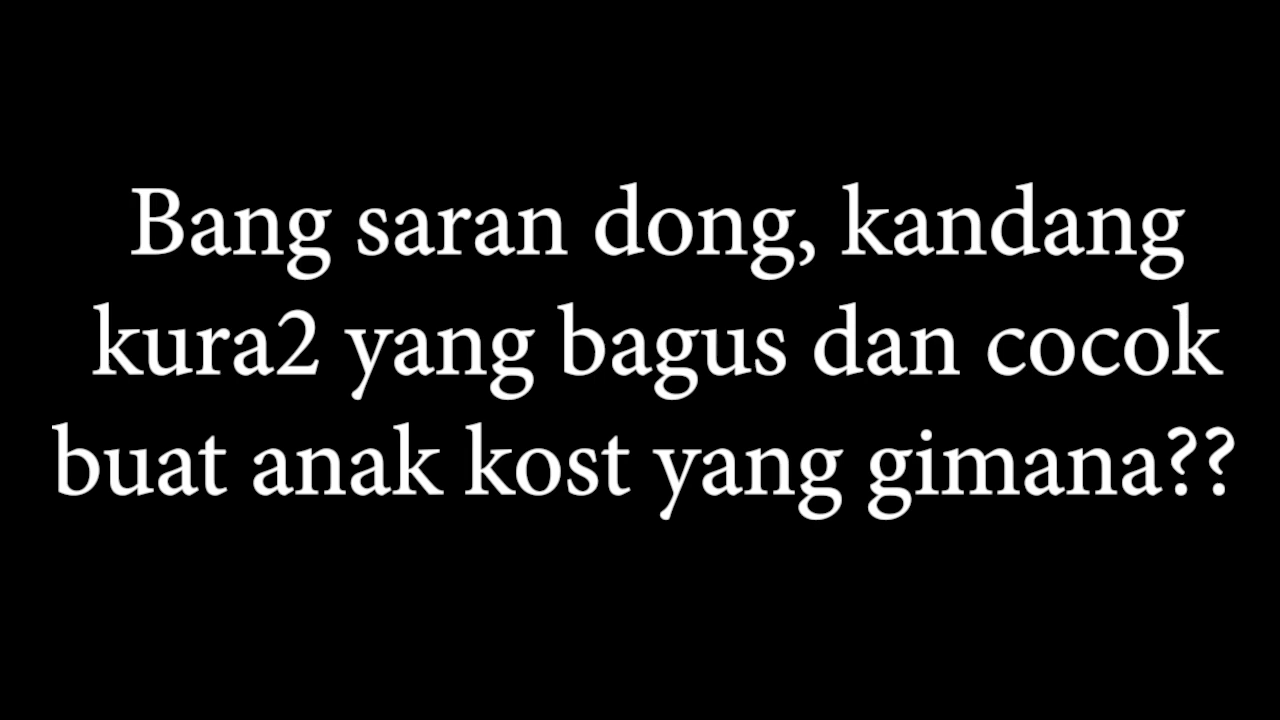 Bang saran dong, kandang
kura2 yang bagus dan cocok
buat anak kost yang gimana??